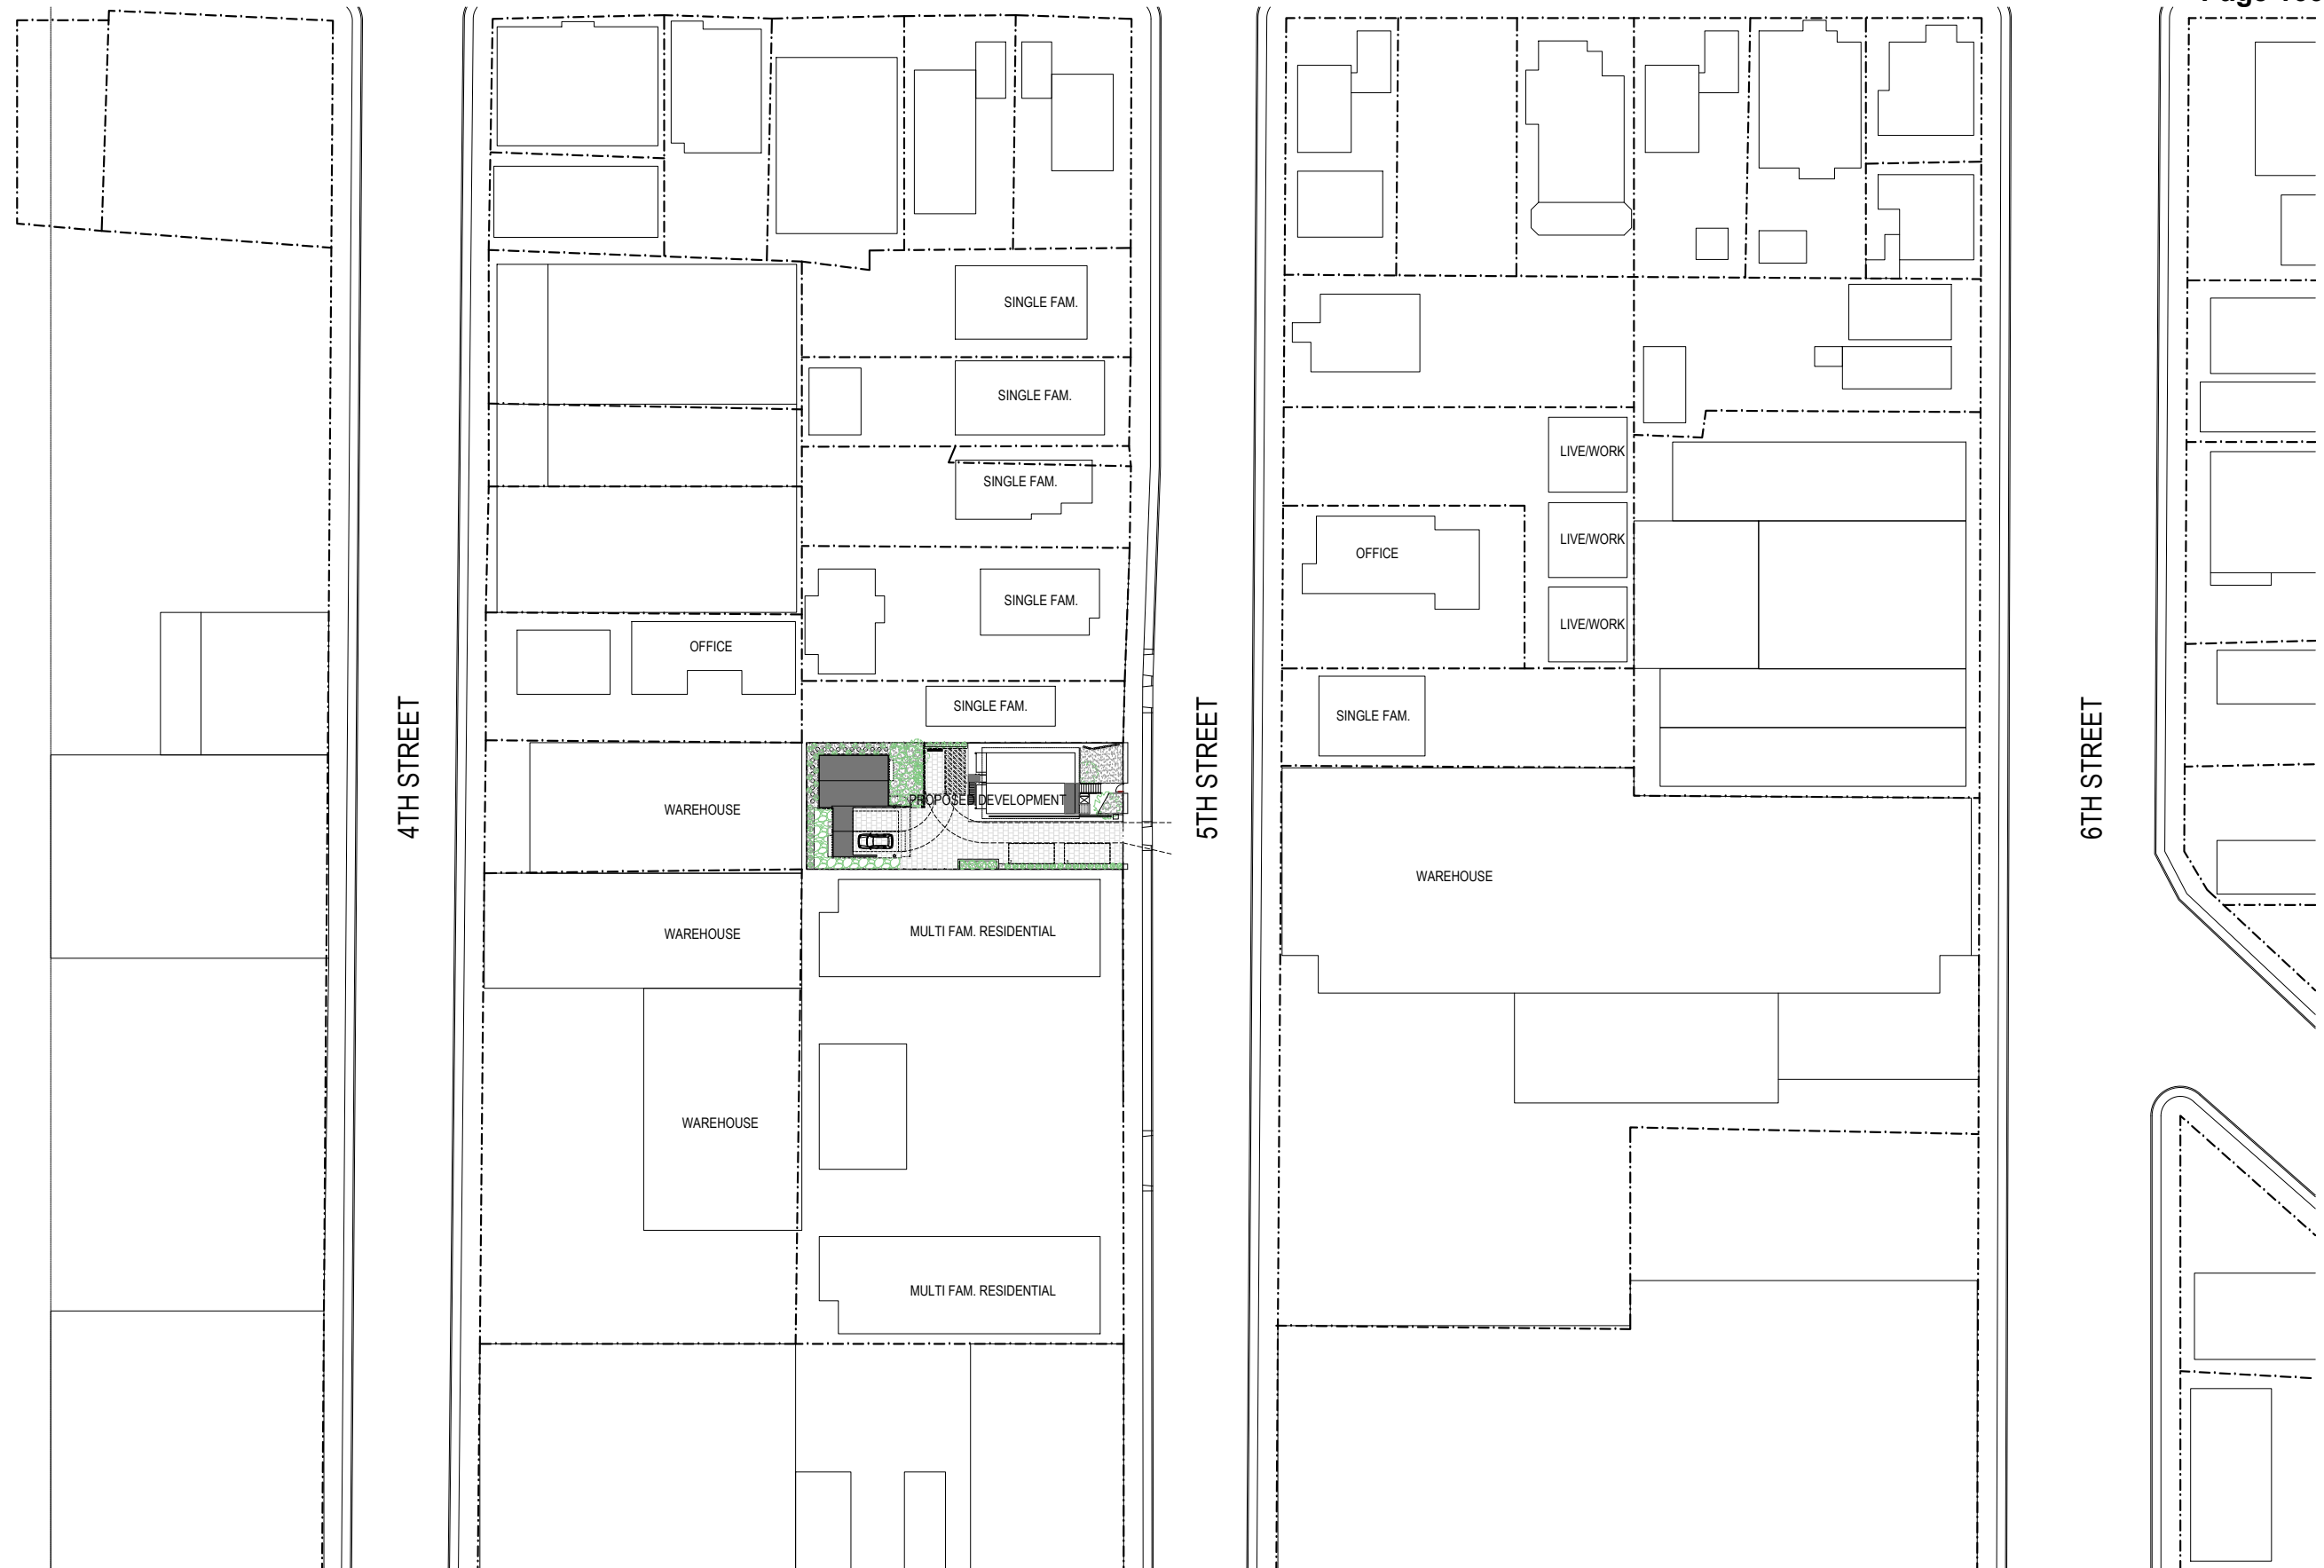 SINGLE FAM.
SINGLE FAM.
LIVE/WORK
SINGLE FAM.
LIVE/WORK
OFFICE
SINGLE FAM.
LIVE/WORK
OFFICE
SINGLE FAM.
SINGLE FAM.
4TH STREET
5TH STREET
6TH STREET
PROPOSED DEVELOPMENT
WAREHOUSE
WAREHOUSE
MULTI FAM. RESIDENTIAL
WAREHOUSE
WAREHOUSE
MULTI FAM. RESIDENTIAL